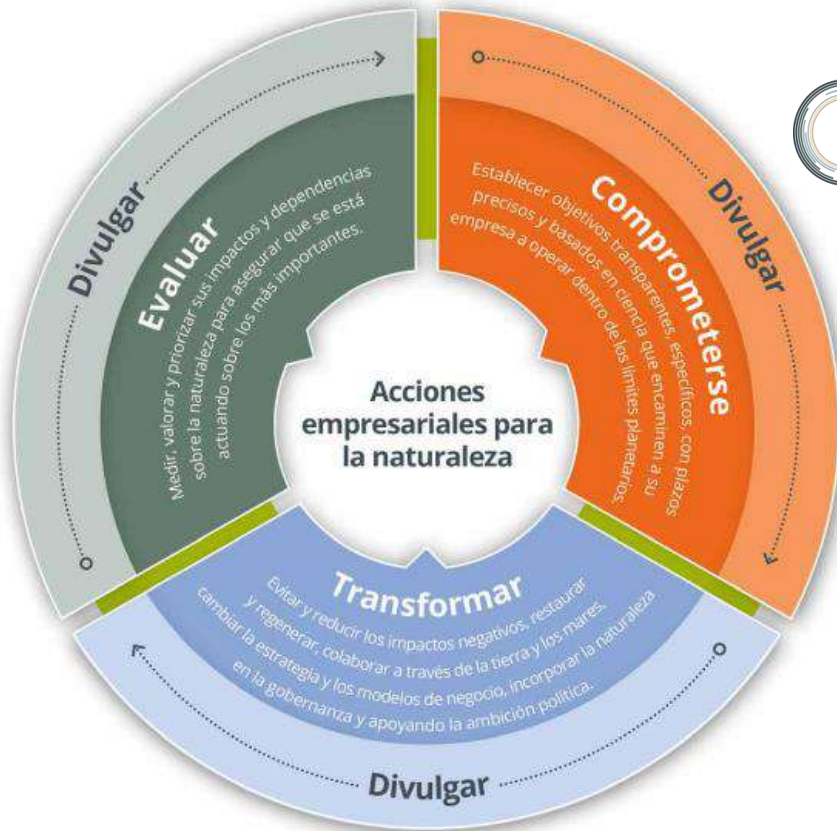 Acciones
empresariales para
la naturaleza
Divulgar
Evaluar
Medir, valorar y priorizar sus impactos y dependencias
sobre la naturaleza para asegurar que se está
actuando sobre los más importantes.
Divulgar
Comprometerse
Establecer objetivos transparentes, específicos, con plazos
precisos y basados en ciencia que encaminen a su
empresa a operar dentro de los límites planetarios.
Transformar
Evitar y reducir los impactos negativos, restaurar
y regenerar, colaborar a través de la tierra y los mares,
cambiar la estrategia y los modelos de negocio, incorporar la naturaleza
en la gobernanza y apoyando la ambición política.
Divulgar